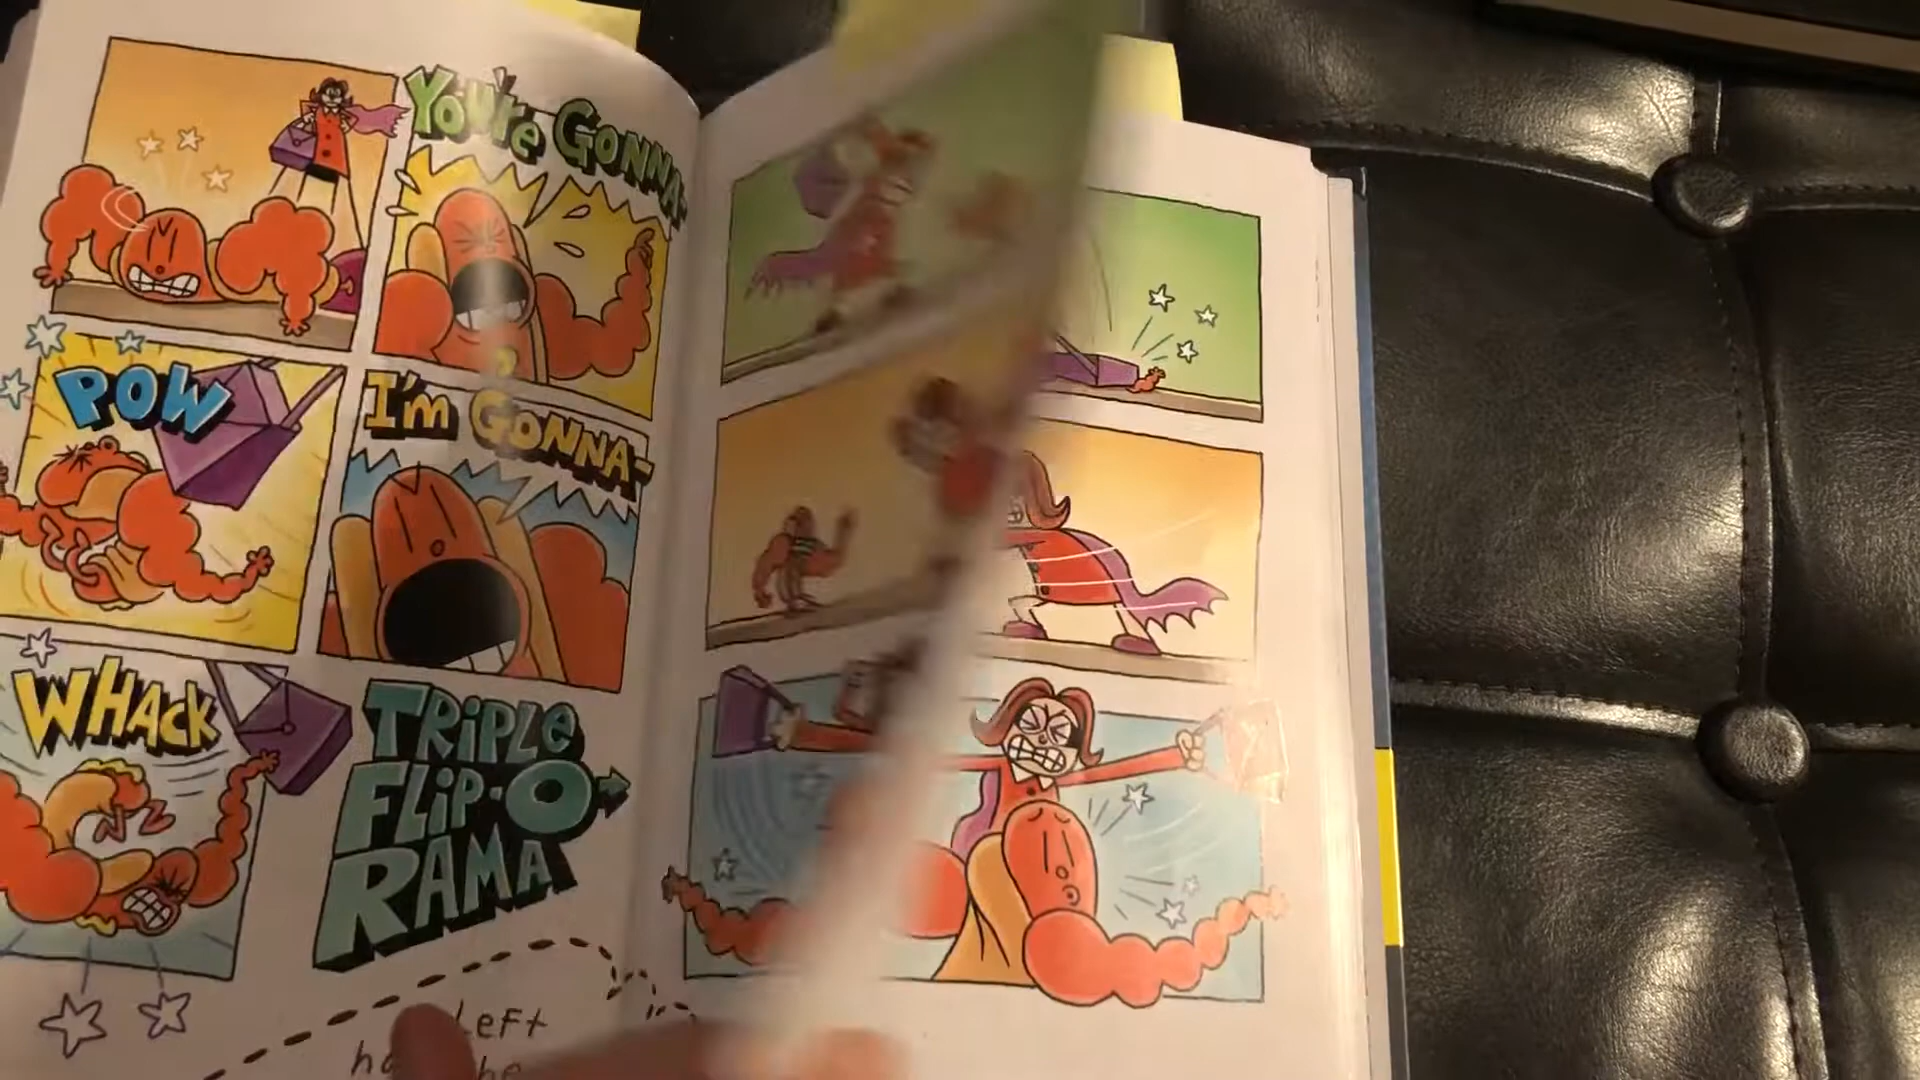 You're GONNA-
POW
I'm GONNA-
WHACK
TRiPLE
FLiP-O
RAMA
Left